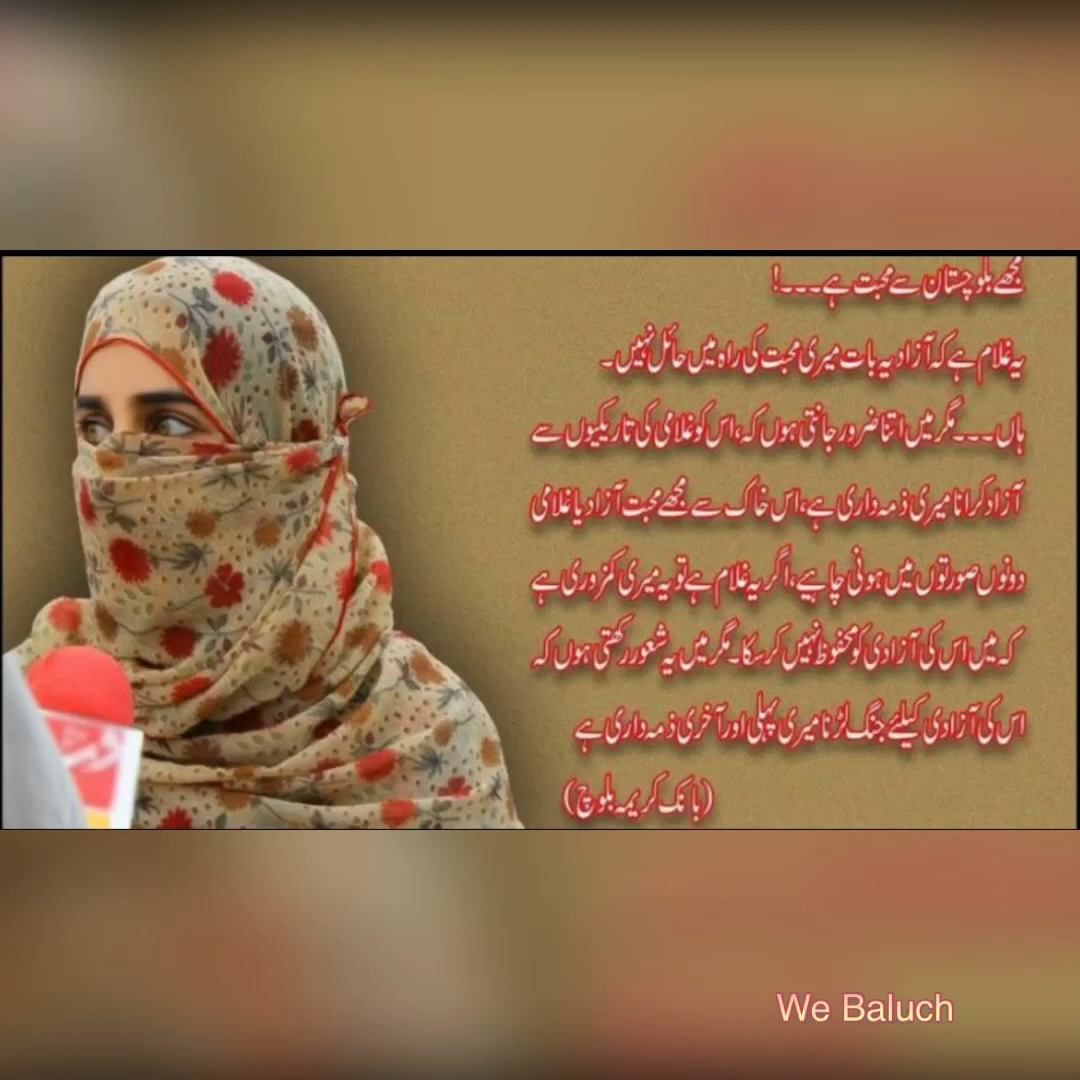 مجھے بلوچستان سے محبت ہے۔۔۔!
یہ غلام ہے کہ آزاد یہ بات میری محبت کی راہ میں حائل نہیں۔
ہاں۔۔۔ مگر میں اتنا ضرور جانتی ہوں کہ، اس کو غلامی کی تاریکیوں سے
آزاد کرانا میری ذمہ داری ہے، اس خاک سے مجھے محبت آزاد یا غلامی
دونوں صورتوں میں ہونی چاہیے، اگر یہ غلام ہے تو یہ میری کمزوری ہے
کہ میں اس کی آزادی کو محفوظ نہیں کرسکا۔ مگر میں یہ شعور رکھتی ہوں کہ
اس کی آزادی کیلئے جنگ لڑنا میری پہلی اور آخری ذمہ داری ہے
(بانک کریمہ بلوچ)
We Baluch